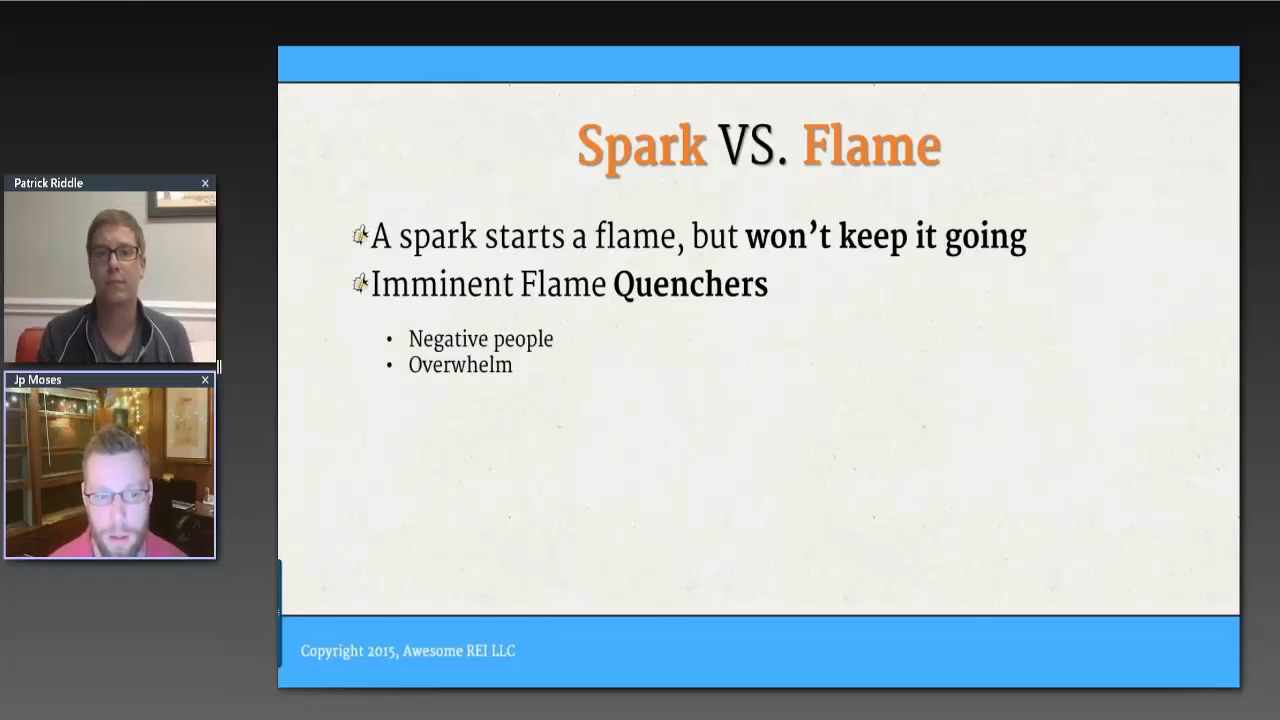 Spark VS. Flame
A spark starts a flame, but won’t keep it going
Imminent Flame Quenchers
• Negative people
• Overwhelm
Patrick Riddle X
Jp Moses X
Copyright 2015, Awesome REI LLC